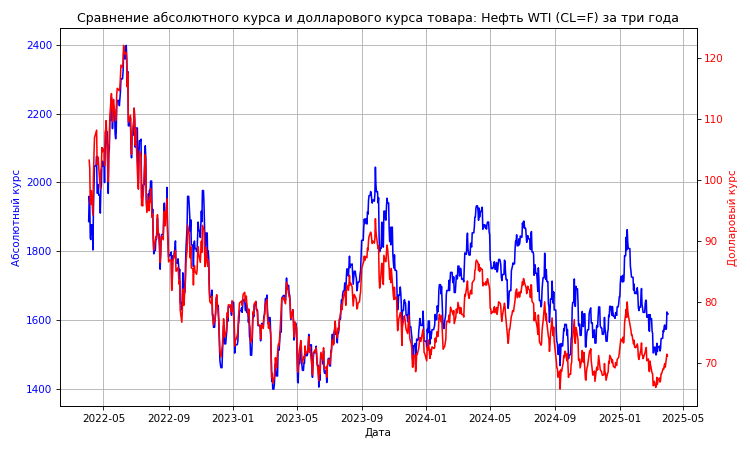 Сравнение абсолютного курса и долларового курса товара: Нефть WTI (CL=F) за три года
Абсолютный курс
2400
2200
2000
1800
1600
1400
120
110
100
90
80
70
Долларовый курс
2022-05 2022-09 2023-01 2023-05 2023-09 2024-01 2024-05 2024-09 2025-01 2025-05
Дата